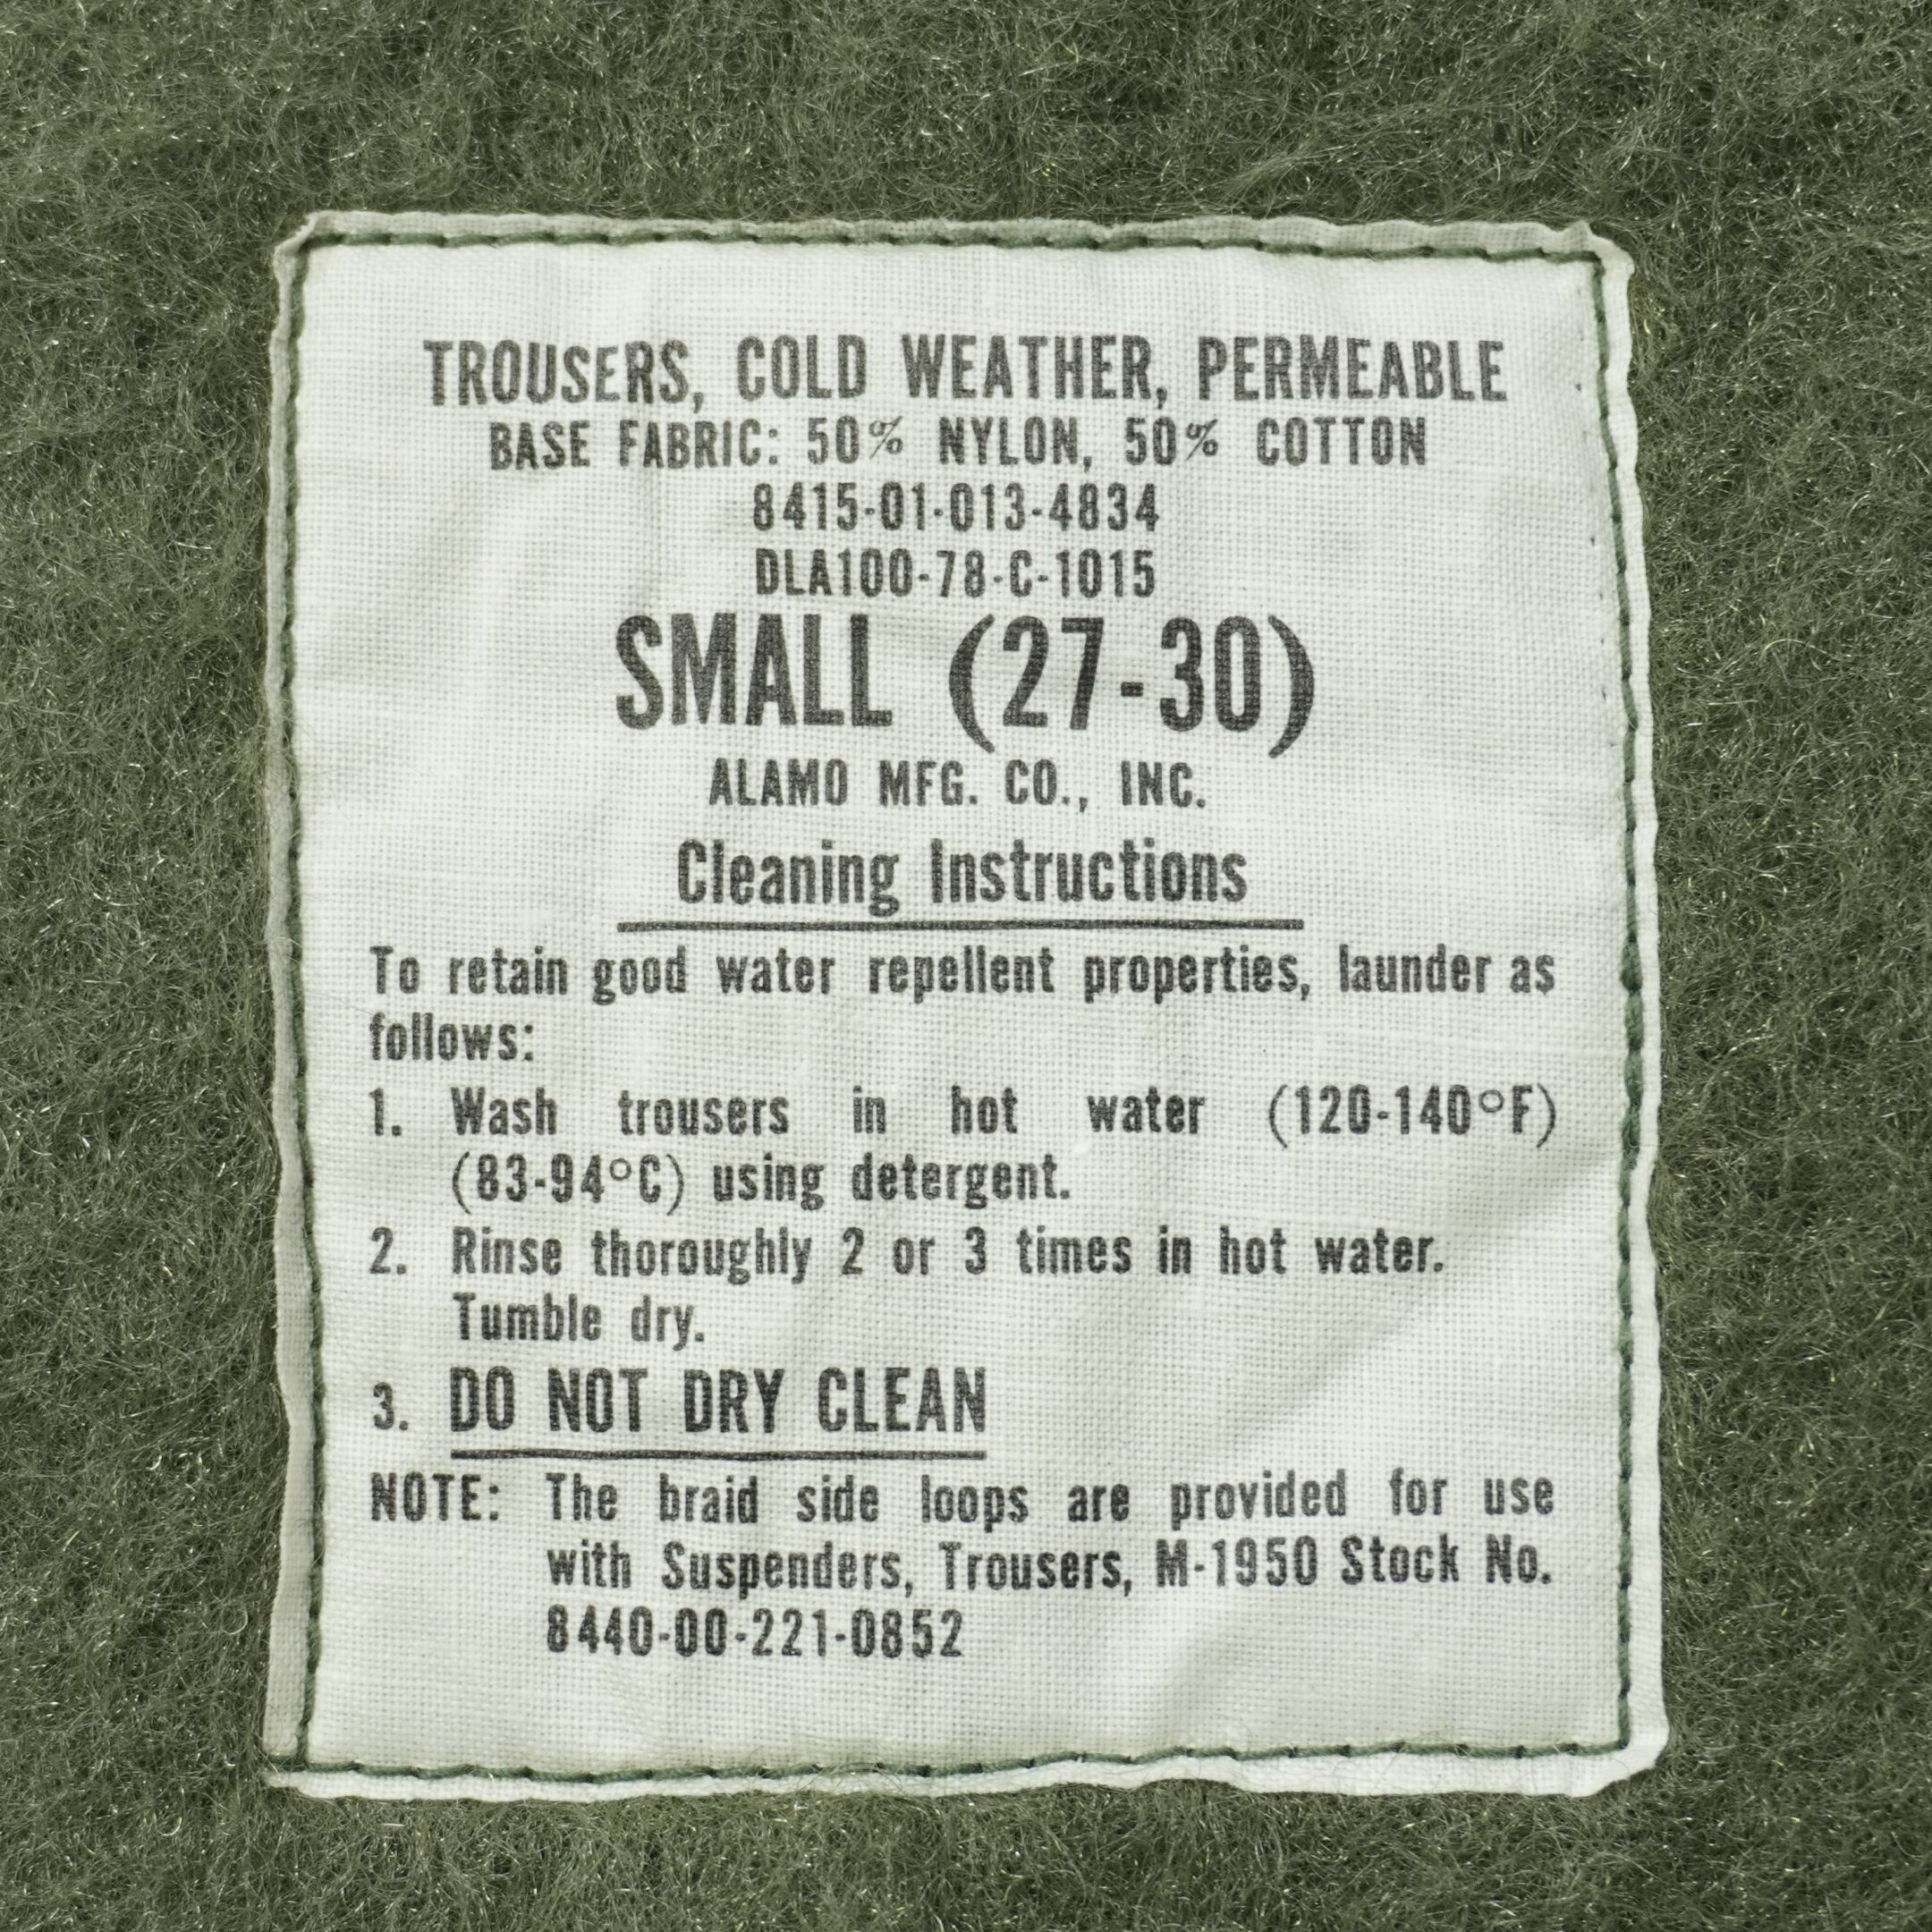 TROUSERS, COLD WEATHER, PERMEABLE
BASE FABRIC: 50% NYLON, 50% COTTON
8415-01-013-4834
DLA100-78-C-1015
SMALL (27-30)
ALAMO MFG. CO., INC.
Cleaning Instructions
To retain good water repellent properties, launder as
follows:
1. Wash trousers in hot water (120-140°F)
(83-94°C) using detergent.
2. Rinse thoroughly 2 or 3 times in hot water.
Tumble dry.
3. DO NOT DRY CLEAN
NOTE: The braid side loops are provided for use
with Suspenders, Trousers, M-1950 Stock No.
8440-00-221-0852